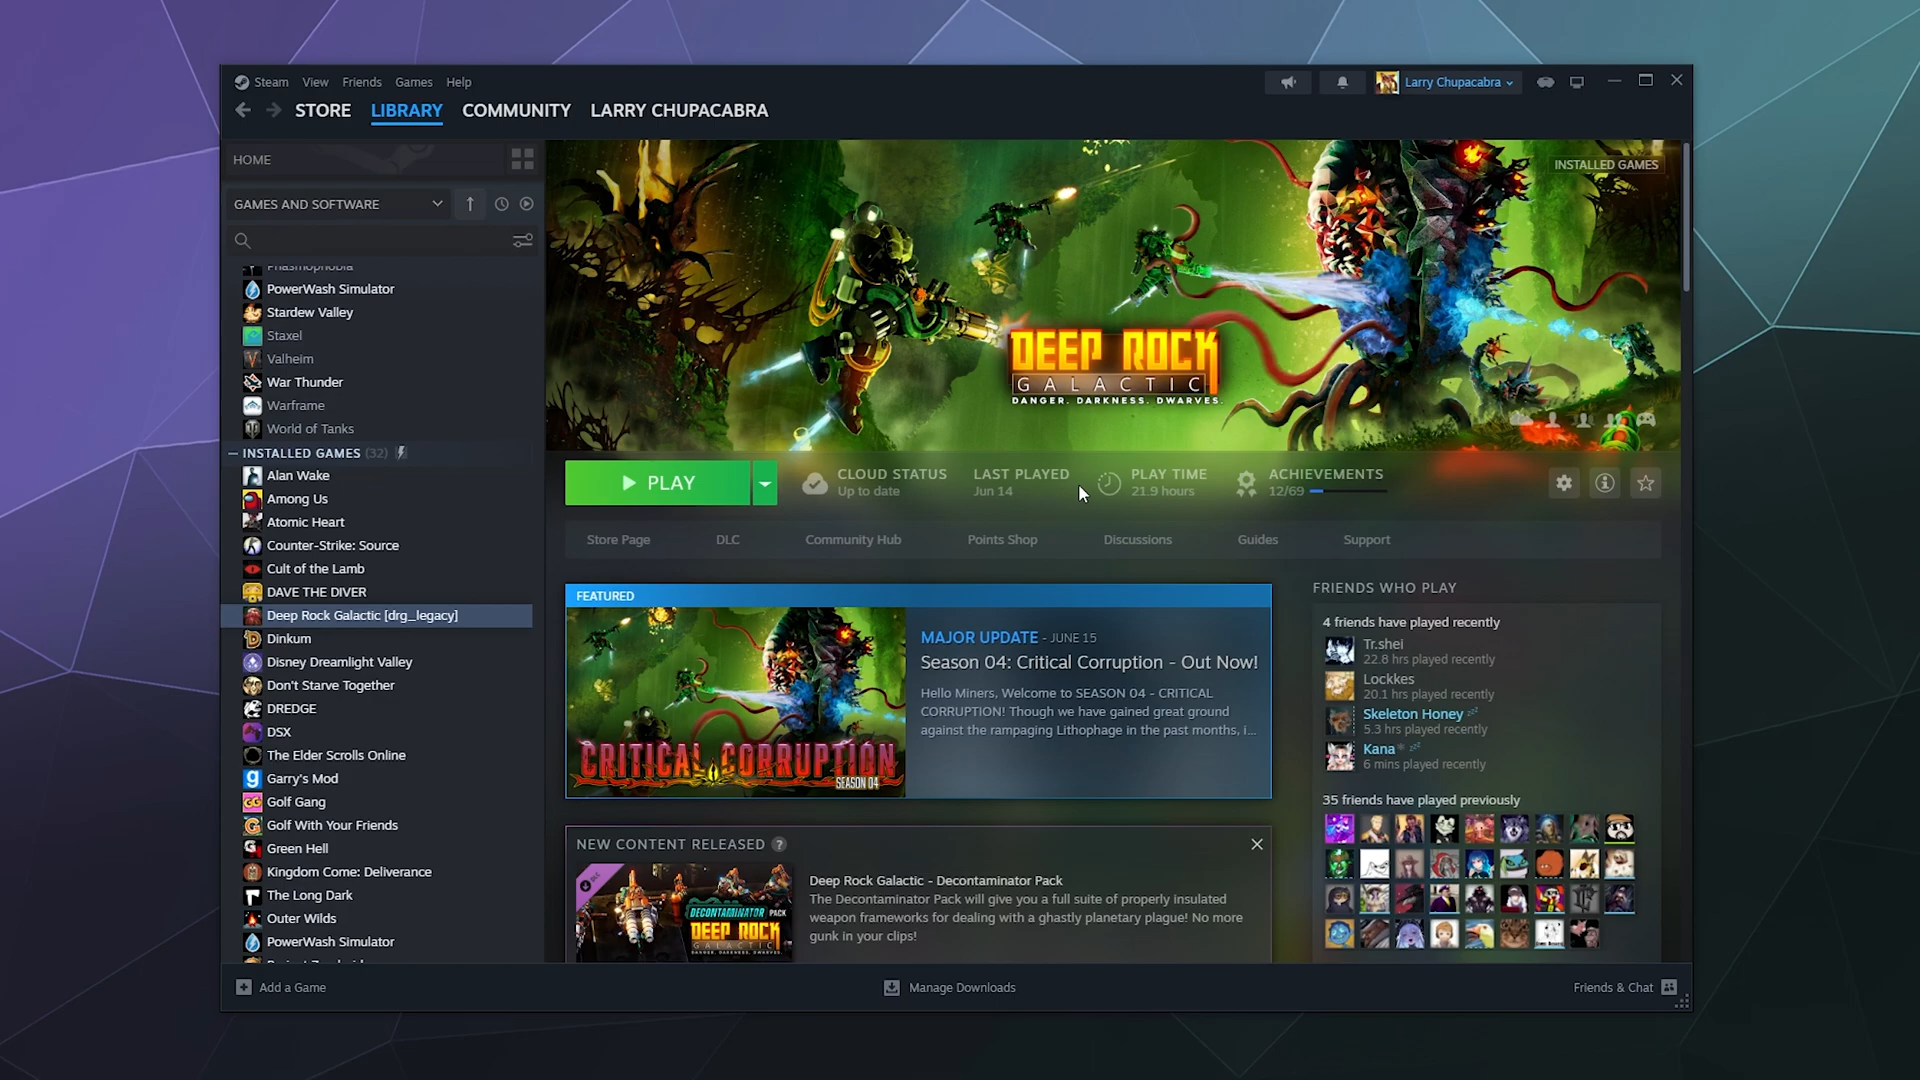 Steam View Friends Games Help
Larry Chupacabra
STORE LIBRARY COMMUNITY LARRY CHUPACABRA
HOME
GAMES AND SOFTWARE
Phasmophobia
PowerWash Simulator
Stardew Valley
Staxel
Valheim
War Thunder
Warframe
World of Tanks
INSTALLED GAMES (32)
Alan Wake
Among Us
Atomic Heart
Counter-Strike: Source
Cult of the Lamb
DAVE THE DIVER
Deep Rock Galactic [drg_legacy]
Dinkum
Disney Dreamlight Valley
Don't Starve Together
DREDGE
DSX
The Elder Scrolls Online
Garry's Mod
Golf Gang
Golf With Your Friends
Green Hell
Kingdom Come: Deliverance
The Long Dark
Outer Wilds
PowerWash Simulator
INSTALLED GAMES
DEEP ROCK
GALACTIC
DANGER. DARKNESS. DWARVES.
PLAY
CLOUD STATUS
Up to date
LAST PLAYED
Jun 14
PLAY TIME
21.9 hours
ACHIEVEMENTS
12/69
Store Page DLC Community Hub Points Shop Discussions Guides Support
FEATURED
CRITICAL CORRUPTION
SEASON 04
MAJOR UPDATE - JUNE 15
Season 04: Critical Corruption - Out Now!
Hello Miners, Welcome to SEASON 04 - CRITICAL
CORRUPTION! Though we have gained great ground
against the rampaging Lithophage in the past months, i...
NEW CONTENT RELEASED ?
DLC
DECONTAMINATOR PACK
DEEP ROCK
GALACTIC
DANGER. DARKNESS. DWARVES.
Deep Rock Galactic - Decontaminator Pack
The Decontaminator Pack will give you a full suite of properly insulated
weapon frameworks for dealing with a ghastly planetary plague! No more
gunk in your clips!
FRIENDS WHO PLAY
4 friends have played recently
Tr.shei
22.8 hrs played recently
Lockkes
20.1 hrs played recently
Skeleton Honey
5.3 hrs played recently
Kana*
6 mins played recently
35 friends have played previously
Add a Game
Manage Downloads
Friends & Chat